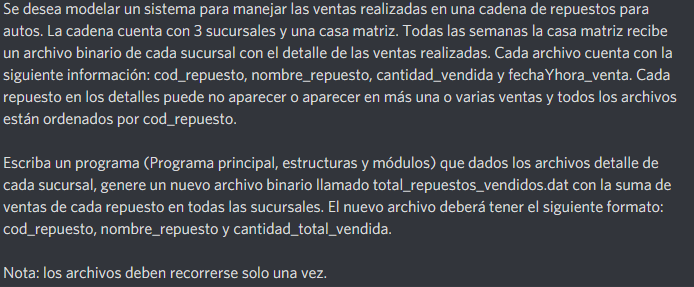 Se desea modelar un sistema para manejar las ventas realizadas en una cadena de repuestos para
autos. La cadena cuenta con 3 sucursales y una casa matriz. Todas las semanas la casa matriz recibe
un archivo binario de cada sucursal con el detalle de las ventas realizadas. Cada archivo cuenta con la
siguiente información: cod_repuesto, nombre_repuesto, cantidad_vendida y fechaYhora_venta. Cada
repuesto en los detalles puede no aparecer o aparecer en más una o varias ventas y todos los archivos
están ordenados por cod_repuesto.
Escriba un programa (Programa principal, estructuras y módulos) que dados los archivos detalle de
cada sucursal, genere un nuevo archivo binario llamado total_repuestos_vendidos.dat con la suma de
ventas de cada repuesto en todas las sucursales. El nuevo archivo deberá tener el siguiente formato:
cod_repuesto, nombre_repuesto y cantidad_total_vendida.
Nota: los archivos deben recorrerse solo una vez.